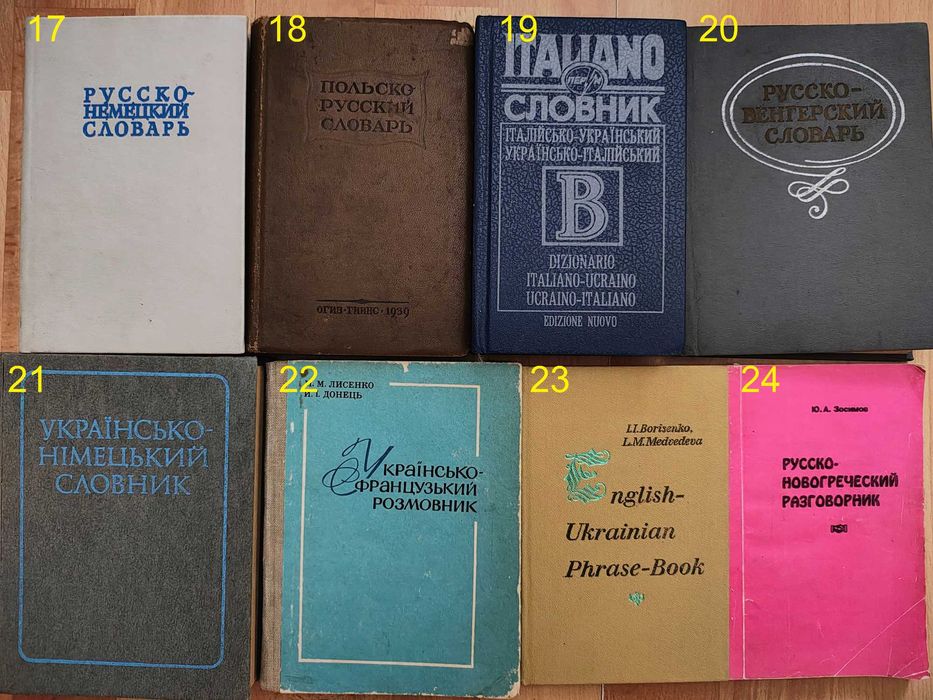 17
РУССКО-
НЕМЕЦКИЙ
СЛОВАРЬ
18
ПОЛЬСКО-
РУССКИЙ
СЛОВАРЬ
ОГИЗ·ГИИНС·1939
19
ITALIANO
ПЕРУН
СЛОВНИК
ІТАЛІЙСЬКО-УКРАЇНСЬКИЙ
УКРАЇНСЬКО-ІТАЛІЙСЬКИЙ
В
DIZIONARIO
ITALIANO-UCRAINO
UCRAINO-ITALIANO
EDIZIONE NUOVO
20
РУССКО-
ВЕНГЕРСКИЙ
СЛОВАРЬ
21
УКРАЇНСЬКО-
НІМЕЦЬКИЙ
СЛОВНИК
22
М. ЛИСЕНКО
И. І. ДОНЕЦЬ
Українсько-
французький
розмовник
23
I.I. Borisenko,
L.M. Medvedeva
English-
Ukrainian
Phrase-Book
24
Ю. А. Зосимов
РУССКО-
НОВОГРЕЧЕСКИЙ
РАЗГОВОРНИК